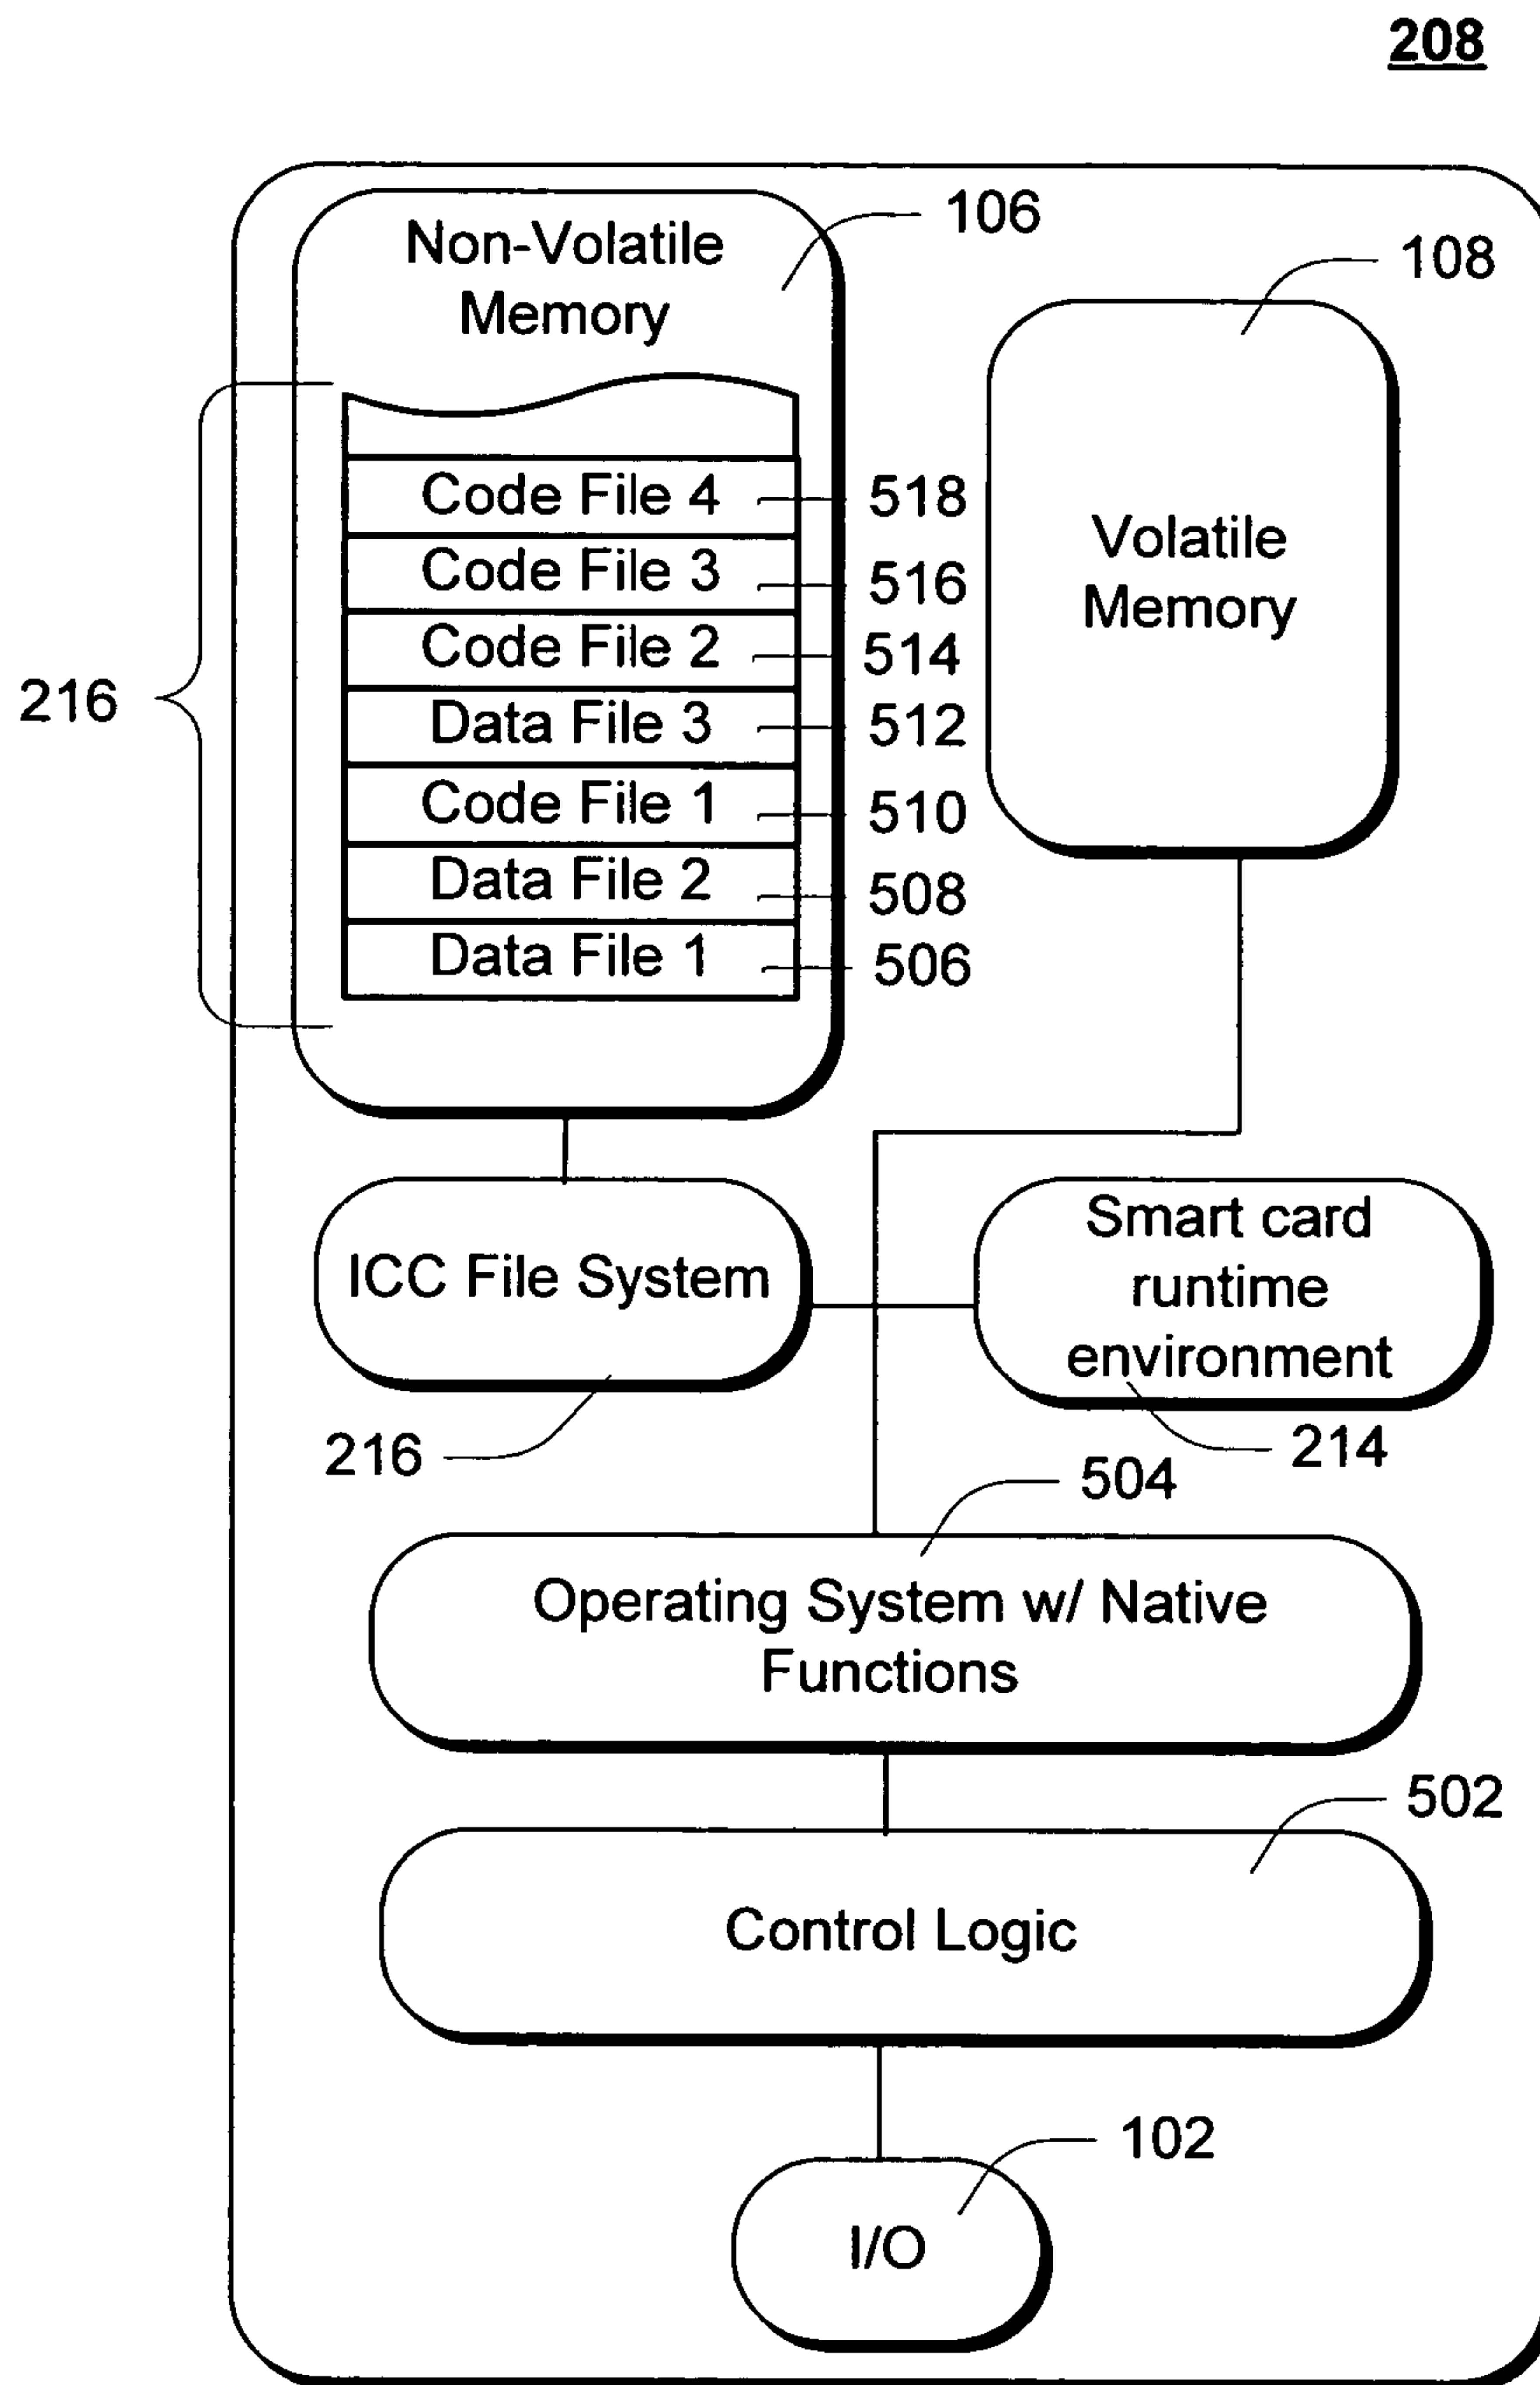 208
Non-Volatile
Memory
106
108
Code File 4
518
Code File 3
516
Code File 2
514
Data File 3
512
Code File 1
510
Data File 2
508
Data File 1
506
216
Volatile
Memory
ICC File System
216
Smart card
runtime
environment
214
504
Operating System w/ Native
Functions
502
Control Logic
102
I/O